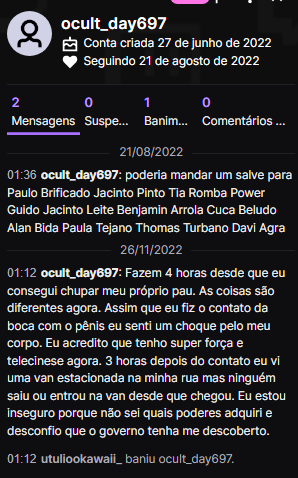 ocult_day697
Conta criada 27 de junho de 2022
Seguindo 21 de agosto de 2022
2 0 1 0
Mensagens Suspe... Banim... Comentários ...
21/08/2022
01:36 ocult_day697: poderia mandar um salve para
Paulo Brificado Jacinto Pinto Tia Romba Power
Guido Jacinto Leite Benjamin Arrola Cuca Beludo
Alan Bida Paula Tejano Thomas Turbano Davi Agra
26/11/2022
01:12 ocult_day697: Fazem 4 horas desde que eu
consegui chupar meu próprio pau. As coisas são
diferentes agora. Assim que eu fiz o contato da
boca com o pênis eu senti um choque pelo meu
corpo. Eu acredito que tenho super força e
telecinese agora. 3 horas depois do contato eu vi
uma van estacionada na minha rua mas ninguém
saiu ou entrou na van desde que chegou. Eu estou
inseguro porque não sei quais poderes adquiri e
desconfio que o governo tenha me descoberto.
01:12 utuliookawaii_ baniu ocult_day697.